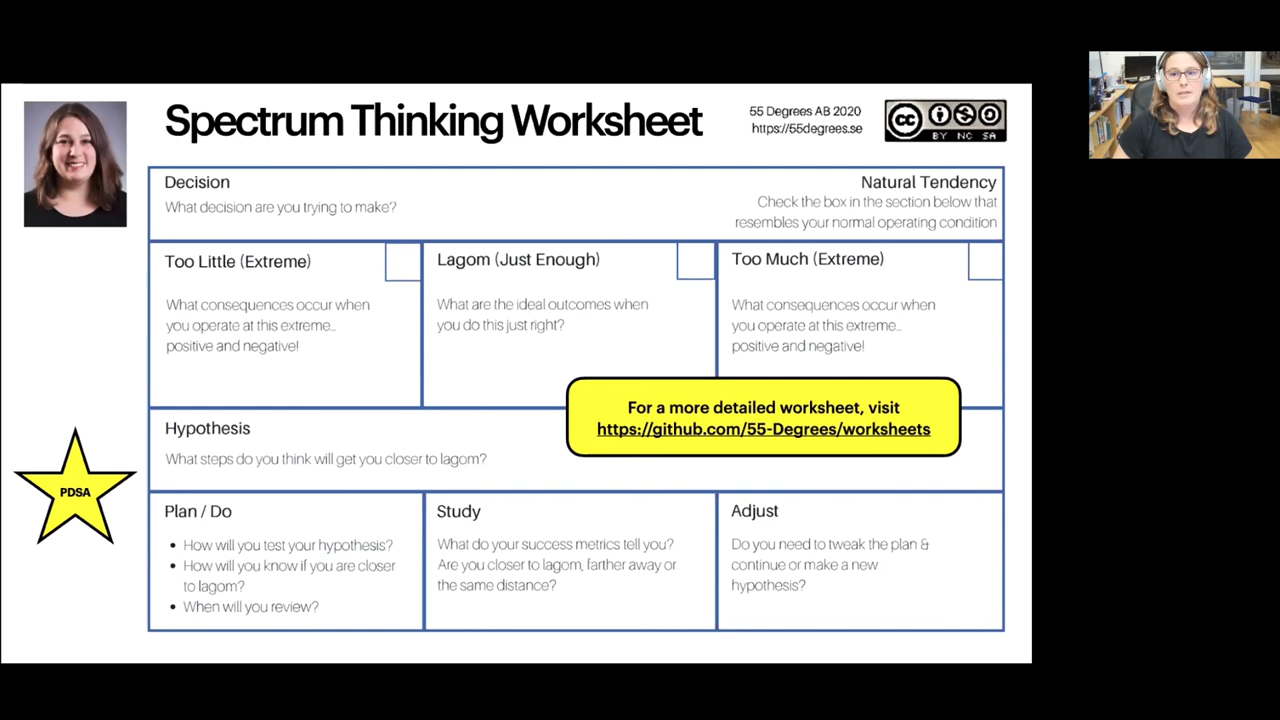 Spectrum Thinking Worksheet
55 Degrees AB 2020
https://55degrees.se
cc
BY NC SA
Decision
What decision are you trying to make?
Natural Tendency
Check the box in the section below that
resembles your normal operating condition
Too Little (Extreme)
What consequences occur when
you operate at this extreme...
positive and negative!
Lagom (Just Enough)
What are the ideal outcomes when
you do this just right?
Too Much (Extreme)
What consequences occur when
you operate at this extreme...
positive and negative!
For a more detailed worksheet, visit
https://github.com/55-Degrees/worksheets
Hypothesis
What steps do you think will get you closer to lagom?
PDSA
Plan / Do
• How will you test your hypothesis?
• How will you know if you are closer
to lagom?
• When will you review?
Study
What do your success metrics tell you?
Are you closer to lagom, farther away or
the same distance?
Adjust
Do you need to tweak the plan &
continue or make a new
hypothesis?